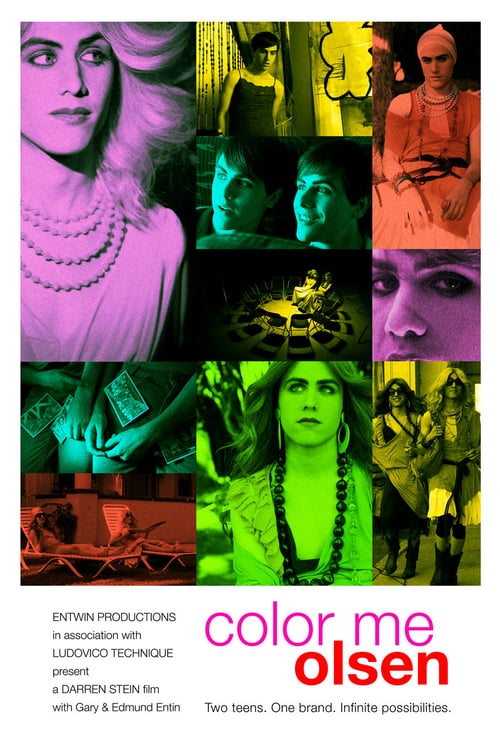 ENTWIN PRODUCTIONS
in association with
LUDOVICO TECHNIQUE
present
a DARREN STEIN film
with Gary & Edmund Entin
color me
olsen
Two teens. One brand. Infinite possibilities.